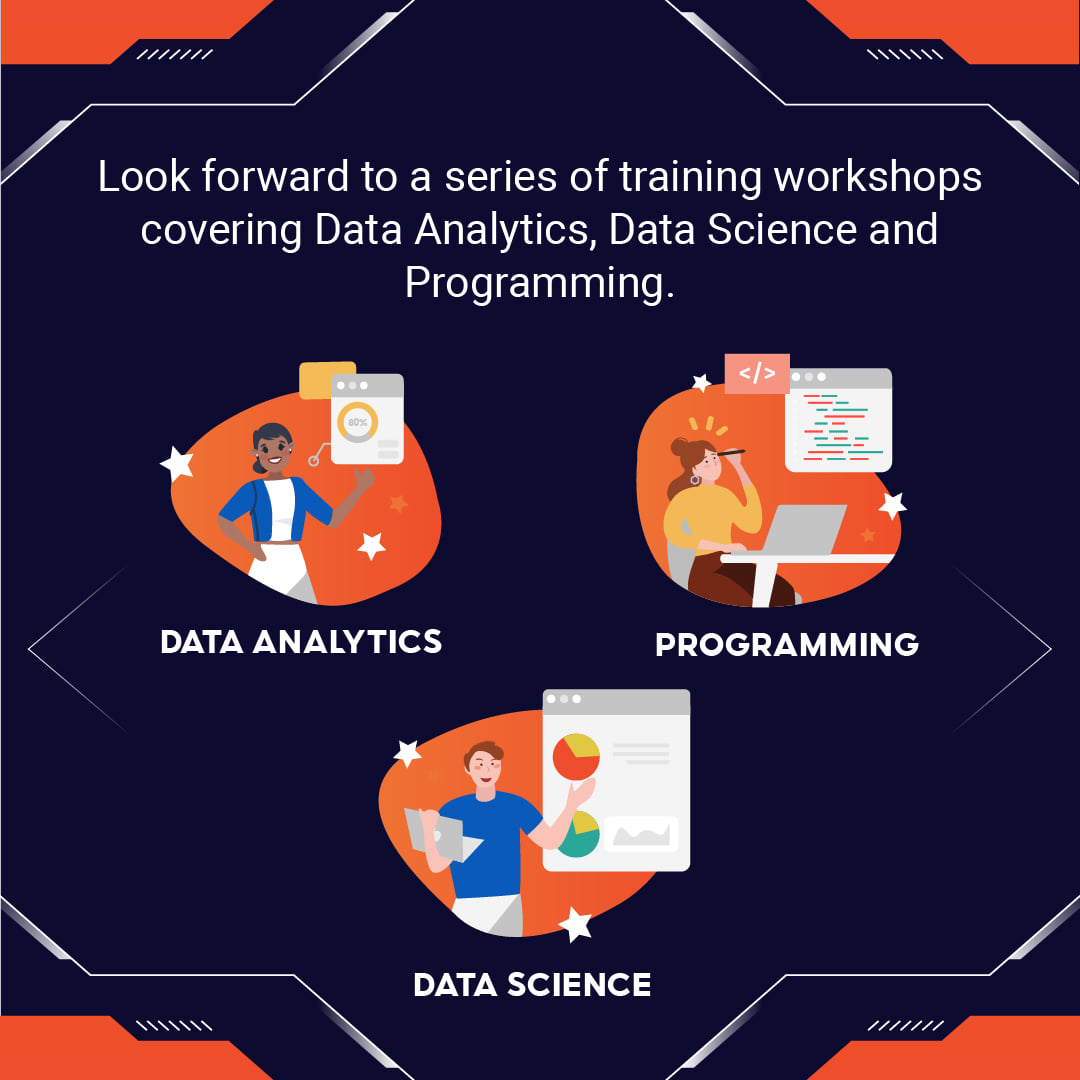 Look forward to a series of training workshops
covering Data Analytics, Data Science and
Programming.
80%
</>
DATA ANALYTICS
PROGRAMMING
DATA SCIENCE